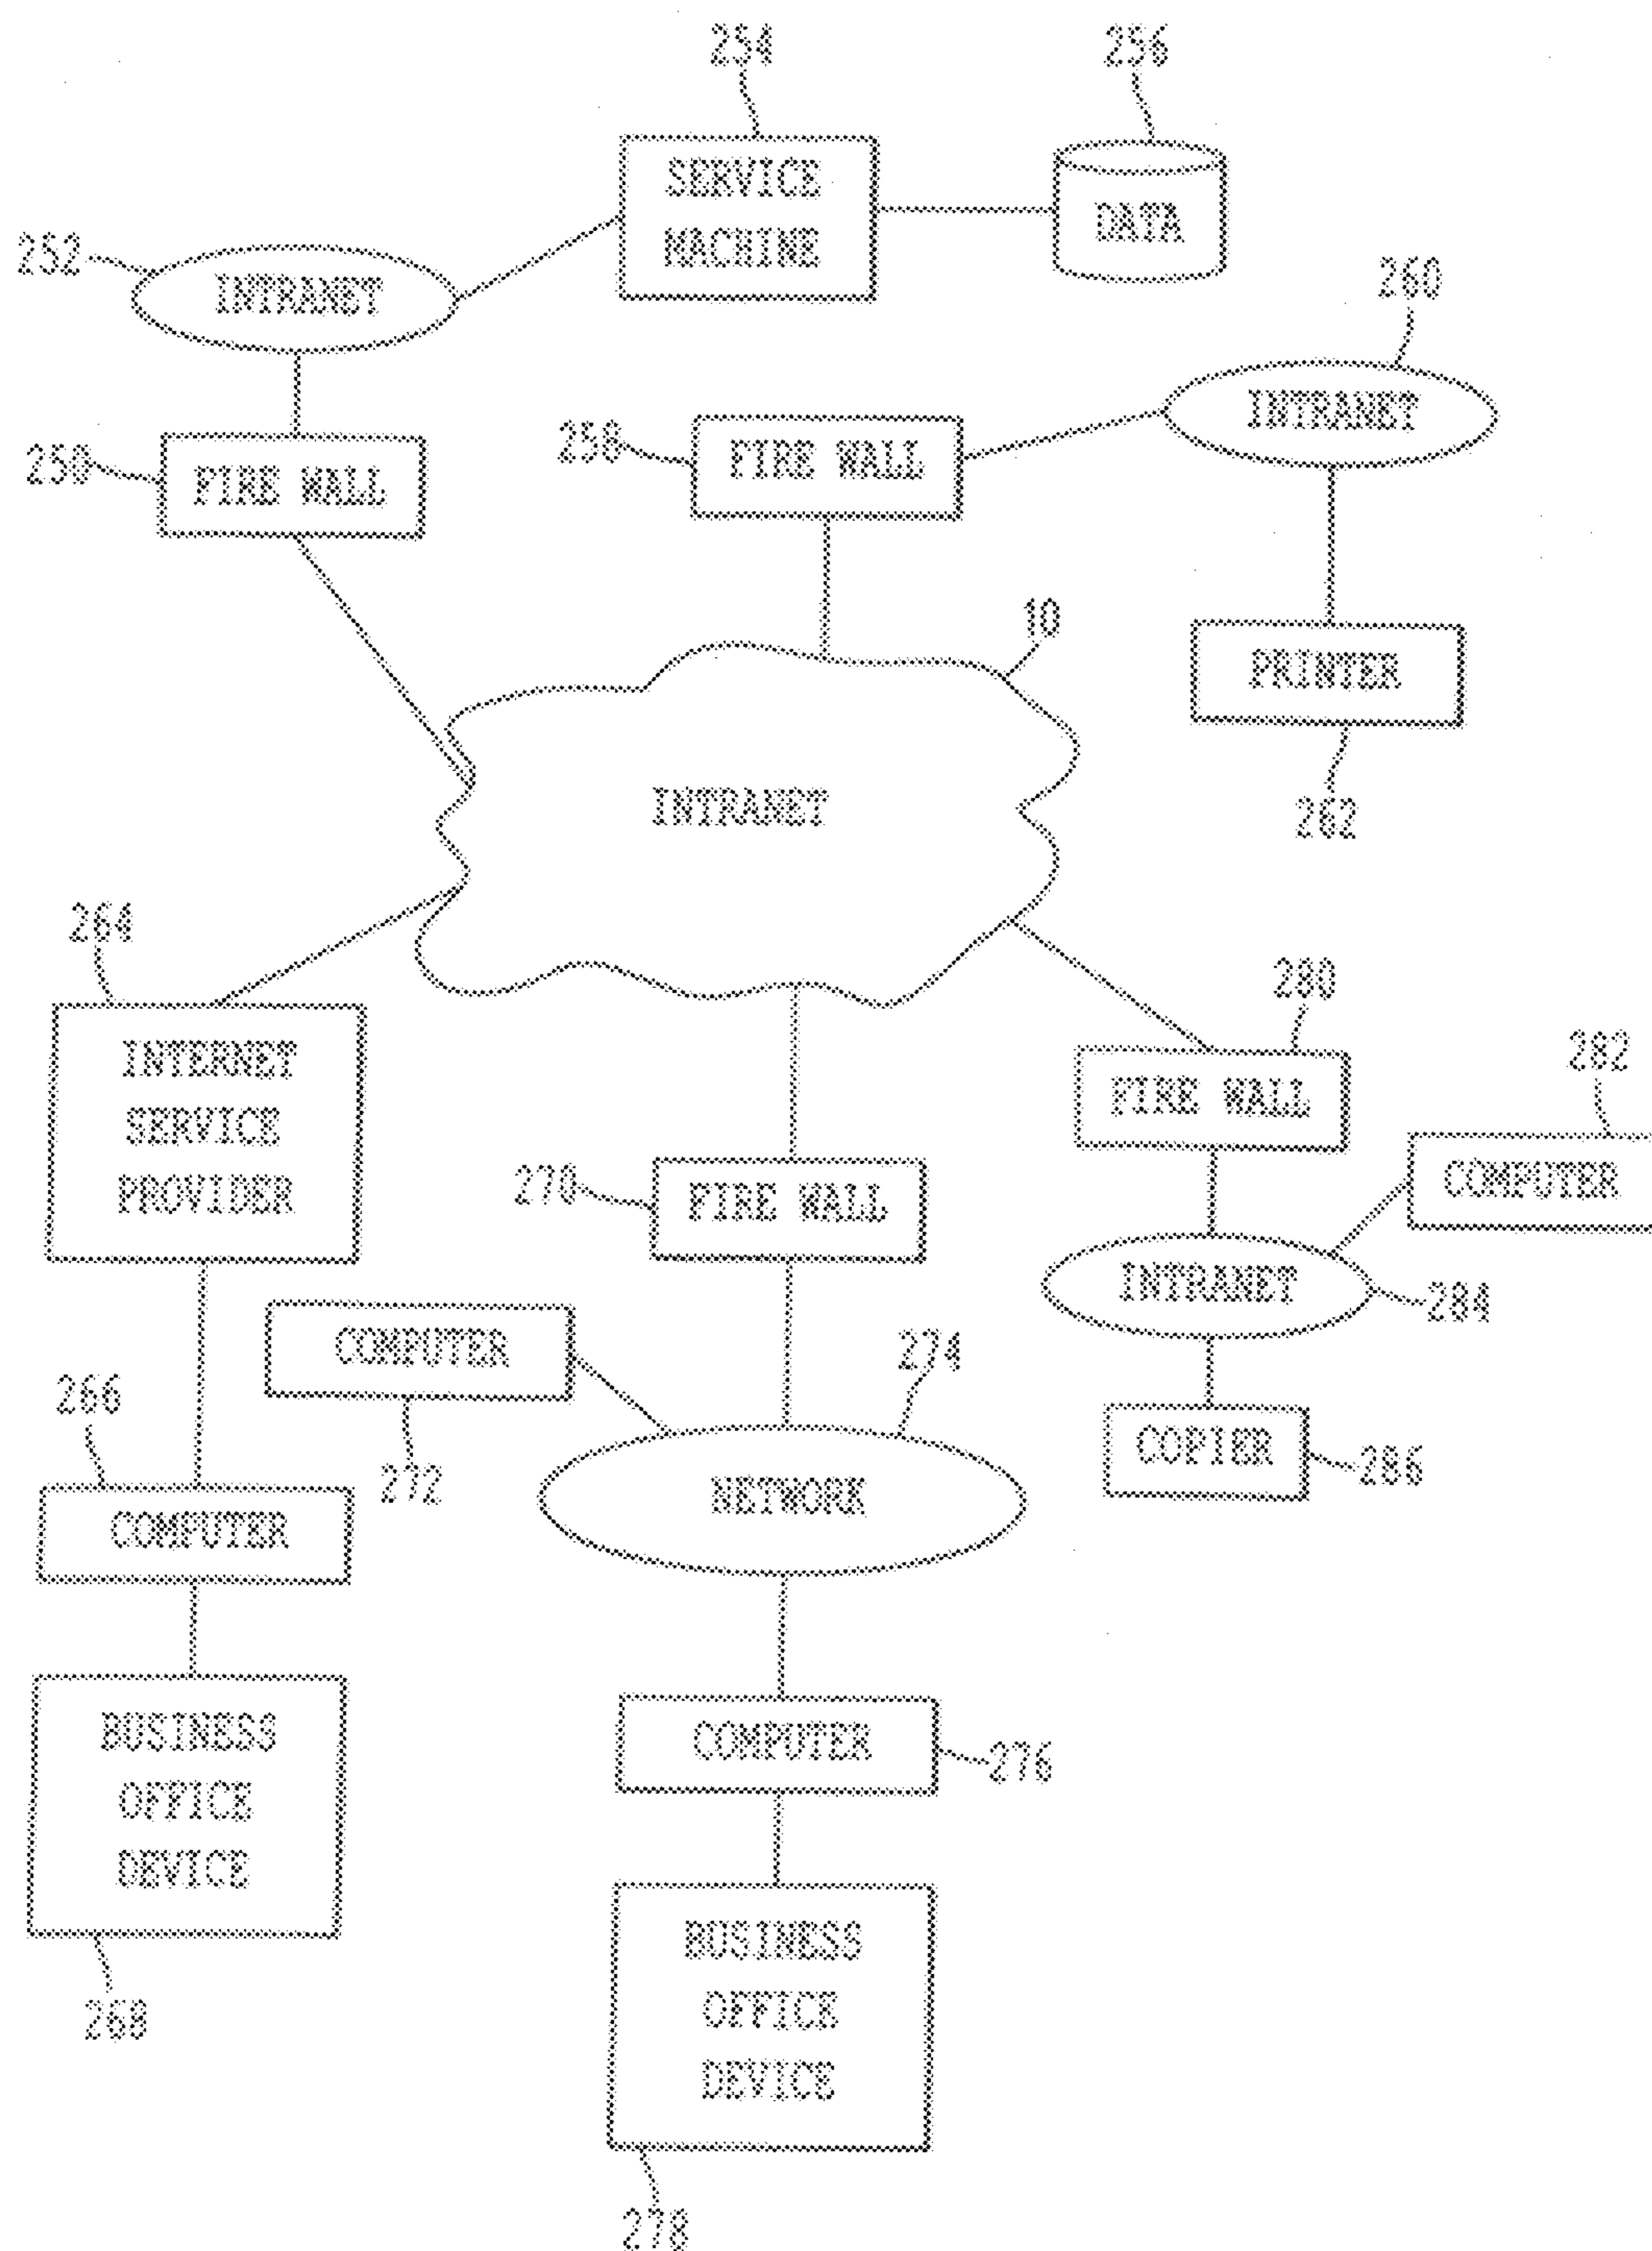 254
256
SERVICE
MACHINE
DATA
252
INTRANET
260
INTRANET
250
FIRE WALL
258
FIRE WALL
10
PRINTER
262
INTRANET
264
INTERNET
SERVICE
PROVIDER
280
FIRE WALL
282
COMPUTER
270
FIRE WALL
INTRANET
284
COMPUTER
272
274
266
COMPUTER
NETWORK
COPIER
286
BUSINESS
OFFICE
DEVICE
268
COMPUTER
276
BUSINESS
OFFICE
DEVICE
278